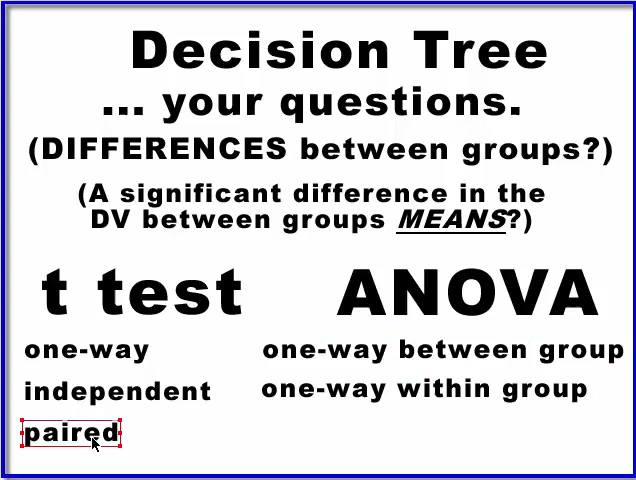 Decision Tree
... your questions.
(DIFFERENCES between groups?)
(A significant difference in the
DV between groups MEANS?)
t test ANOVA
one-way one-way between group
independent one-way within group
paired